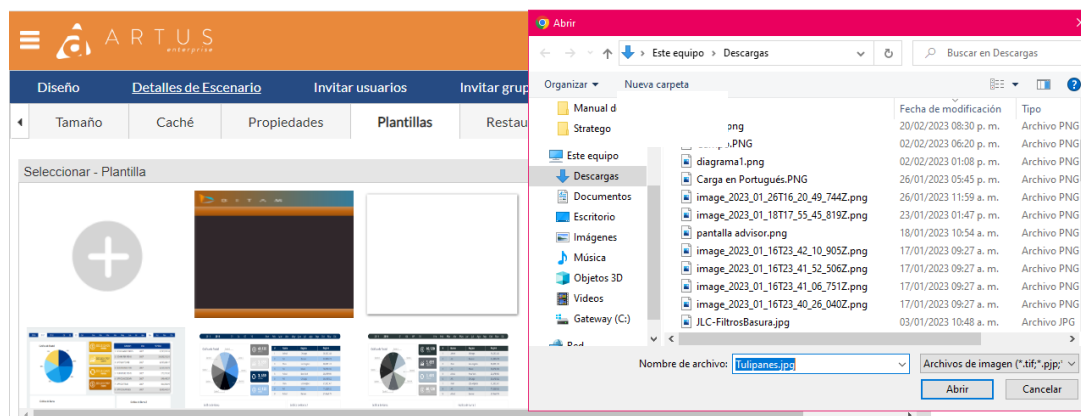 ARTUS
enterprise
Diseño
Detalles de Escenario
Invitar usuarios
Invitar grup
Tamaño
Caché
Propiedades
Plantillas
Restau
Seleccionar - Plantilla
BITAM
Abrir
Este equipo > Descargas
Buscar en Descargas
Organizar
Nueva carpeta
Manual d
Stratego
Este equipo
Descargas
Documentos
Escritorio
Imágenes
Música
Objetos 3D
Videos
Gateway (C:)
Red
Fecha de modificación
Tipo
png 20/02/2023 08:30 p. m. Archivo PNG
.PNG 02/02/2023 06:20 p. m. Archivo PNG
diagrama1.png 02/02/2023 01:08 p. m. Archivo PNG
Carga en Portugués.PNG 26/01/2023 05:45 p. m. Archivo PNG
image_2023_01_26T16_20_49_744Z.png 26/01/2023 11:59 a. m. Archivo PNG
image_2023_01_18T17_55_45_819Z.png 23/01/2023 01:47 p. m. Archivo PNG
pantalla advisor.png 18/01/2023 10:54 a. m. Archivo PNG
image_2023_01_16T23_42_10_905Z.png 17/01/2023 09:27 a. m. Archivo PNG
image_2023_01_16T23_41_52_506Z.png 17/01/2023 09:27 a. m. Archivo PNG
image_2023_01_16T23_41_06_751Z.png 17/01/2023 09:27 a. m. Archivo PNG
image_2023_01_16T23_40_26_040Z.png 17/01/2023 09:27 a. m. Archivo PNG
JLC-FiltrosBasura.jpg 03/01/2023 10:48 a. m. Archivo JPG
Nombre de archivo: Tulipanes.jpg
Archivos de imagen (*.tif;*.pjp;*
Abrir
Cancelar